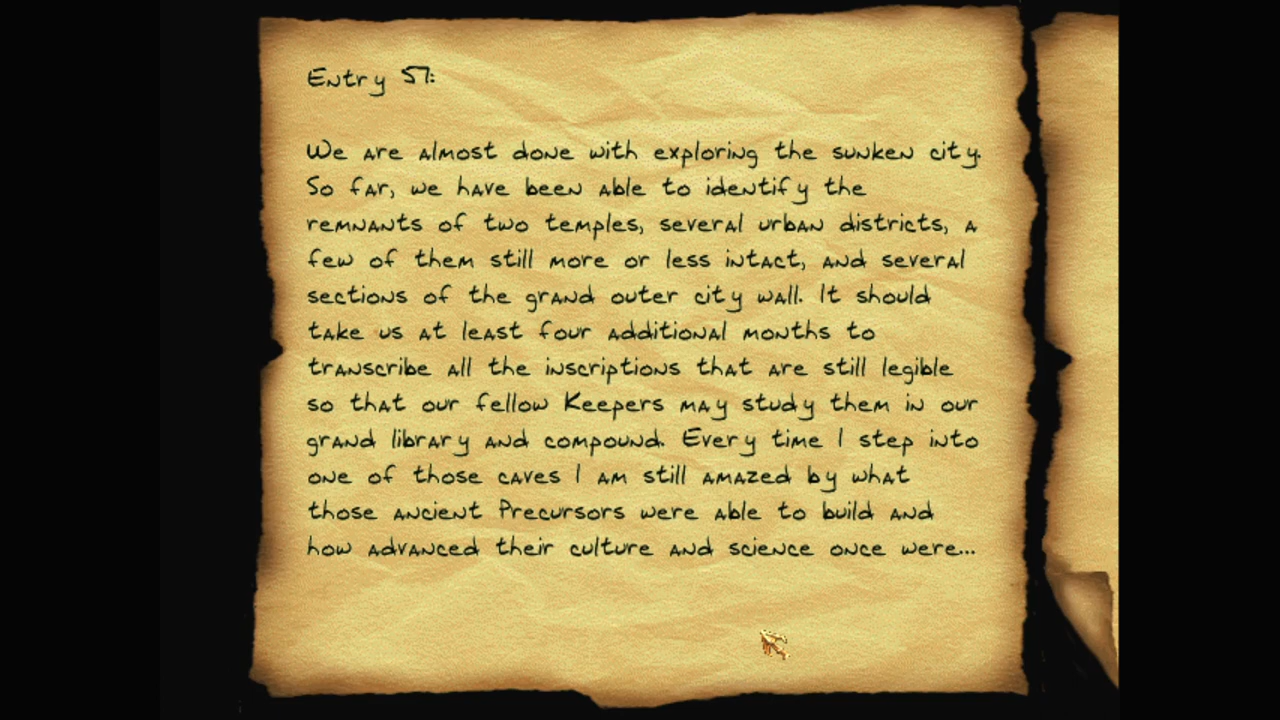 Entry 57:
We are almost done with exploring the sunken city.
So far, we have been able to identify the
remnants of two temples, several urban districts, a
few of them still more or less intact, and several
sections of the grand outer city wall. It should
take us at least four additional months to
transcribe all the inscriptions that are still legible
so that our fellow Keepers may study them in our
grand library and compound. Every time I step into
one of those caves I am still amazed by what
those ancient Precursors were able to build and
how advanced their culture and science once were...